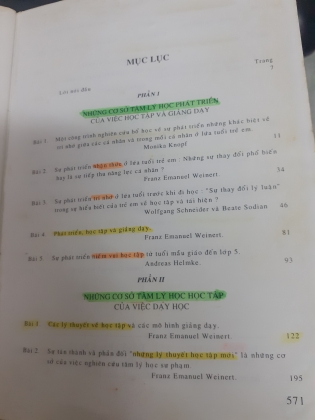 MỤC LỤC
Trang
Lời nói đầu
7
PHẦN I
NHỮNG CƠ SỞ TÂM LÝ HỌC PHÁT TRIỂN
CỦA VIỆC HỌC TẬP VÀ GIẢNG DẠY
Bài 1. Một công trình nghiên cứu bổ học về sự phát triển những khác biệt về
trí nhớ giữa các cá nhân và trong mỗi cá nhân ở lứa tuổi trẻ em.
Monika Knopf 11
Bài 2. Sự phát triển nhận thức ở lứa tuổi trẻ em: Những sự thay đổi phổ biến
hay là sự tiếp thu năng lực cá nhân?
Franz Emanuel Weinert. 34
Bài 3. Sự phát triển trí nhớ ở lứa tuổi trước khi đi học: "Sự thay đổi lý luận"
trong sự hiểu biết của trẻ em về học tập và tái hiện?
Wolfgang Schneider và Beate Sodian 46
Bài 4. Phát triển, học tập và giảng dạy.
Franz Emanuel Weinert. 81
Bài 5. Sự phát triển niềm vui học tập từ tuổi mẫu giáo đến lớp 5.
Andreas Helmke. 93
PHẦN II
NHỮNG CƠ SỞ TÂM LÝ HỌC HỌC TẬP
CỦA VIỆC DẠY HỌC
Bài 1. Các lý thuyết về học tập và các mô hình giảng dạy.
Franz Emanuel Weinert. 122
Bài 2. Sự tán thành và phản đối "những lý thuyết học tập mới" là những cơ
sở của việc nghiên cứu tâm lý học sư phạm.
Franz Emanuel Weinert. 195
571